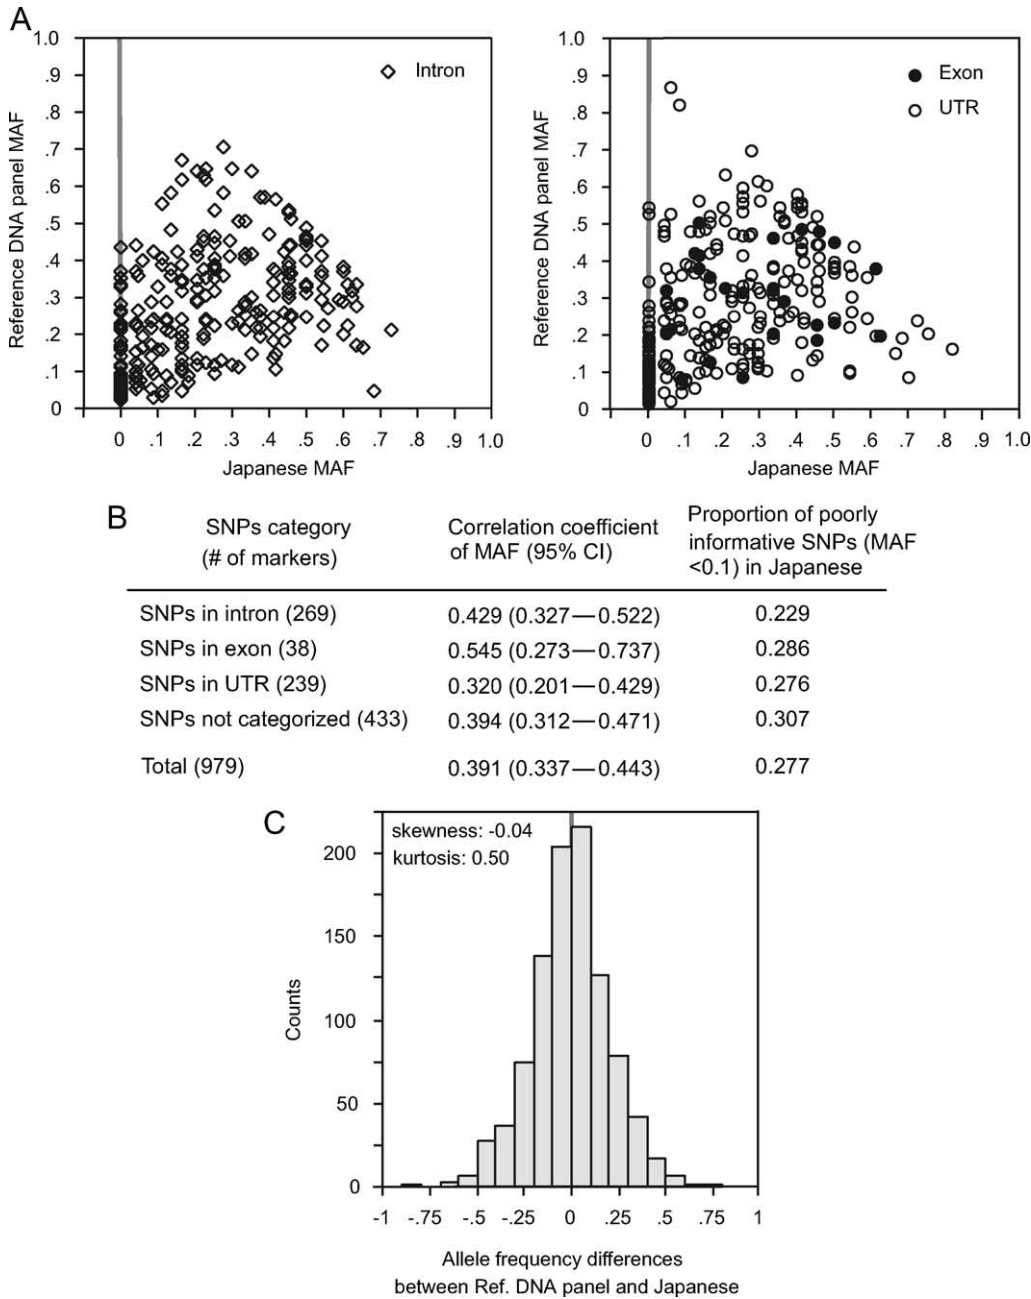 A
1.0
.9
.8
.7
.6
.5
.4
.3
.2
.1
0
Reference DNA panel MAF
Intron
0 .1 .2 .3 .4 .5 .6 .7 .8 .9 1.0
Japanese MAF
1.0
.9
.8
.7
.6
.5
.4
.3
.2
.1
0
Reference DNA panel MAF
Exon
UTR
0 .1 .2 .3 .4 .5 .6 .7 .8 .9 1.0
Japanese MAF
B
SNPs category
(# of markers)
Correlation coefficient
of MAF (95% CI)
Proportion of poorly
informative SNPs (MAF
<0.1) in Japanese
SNPs in intron (269) 0.429 (0.327—0.522) 0.229
SNPs in exon (38) 0.545 (0.273—0.737) 0.286
SNPs in UTR (239) 0.320 (0.201—0.429) 0.276
SNPs not categorized (433) 0.394 (0.312—0.471) 0.307
Total (979) 0.391 (0.337—0.443) 0.277
C
skewness: -0.04
kurtosis: 0.50
200
150
100
50
0
Counts
-1 -.75 -.5 -.25 0 .25 .5 .75 1
Allele frequency differences
between Ref. DNA panel and Japanese